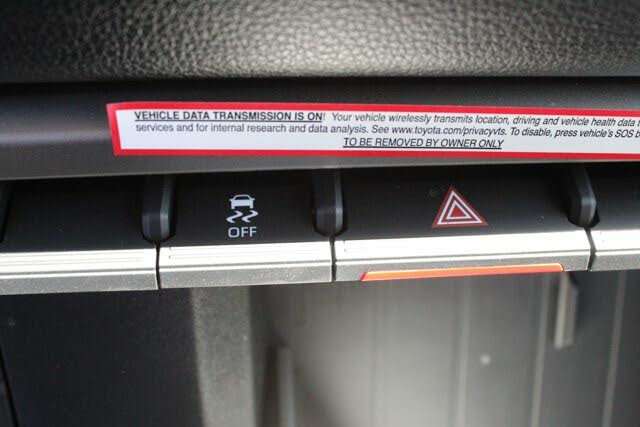 VEHICLE DATA TRANSMISSION IS ON! Your vehicle wirelessly transmits location, driving and vehicle health data
services and for internal research and data analysis. See www.toyota.com/privacyvts. To disable, press vehicle's SOS
TO BE REMOVED BY OWNER ONLY
OFF